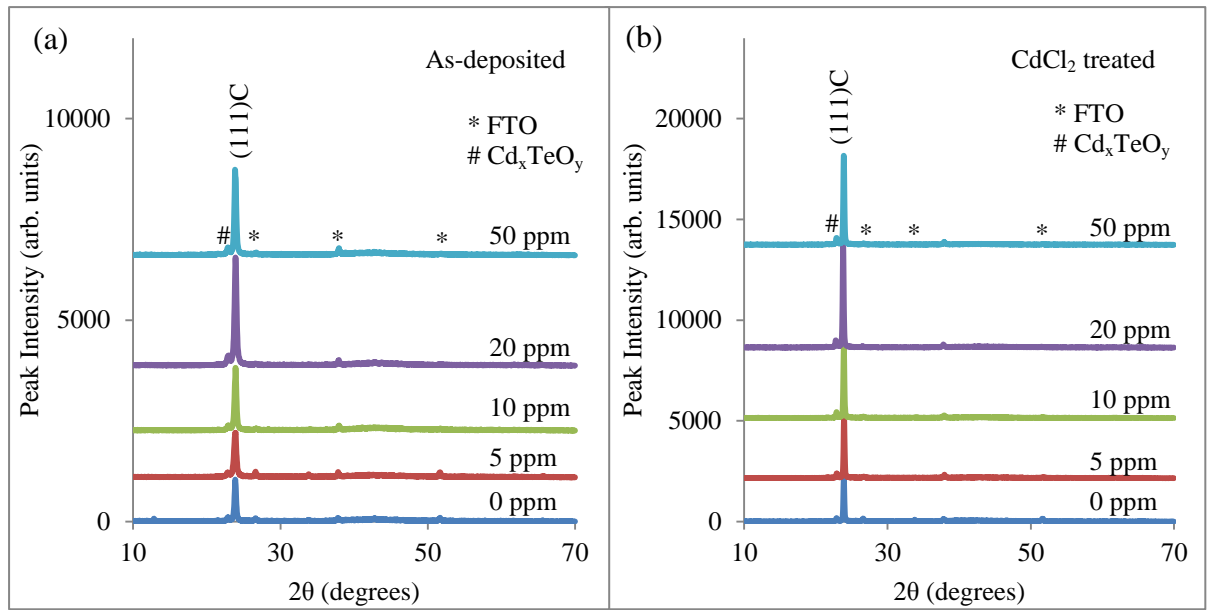 (a)
As-deposited
(111)C
* FTO
# CdₓTeOᵧ
Peak Intensity (arb. units)
10000
5000
0
# * * *
50 ppm
20 ppm
10 ppm
5 ppm
0 ppm
10 30 50 70
2θ (degrees)
(b)
CdCl₂ treated
(111)C
* FTO
# CdₓTeOᵧ
Peak Intensity (arb. units)
20000
15000
10000
5000
0
# * * *
50 ppm
20 ppm
10 ppm
5 ppm
0 ppm
10 30 50 70
2θ (degrees)